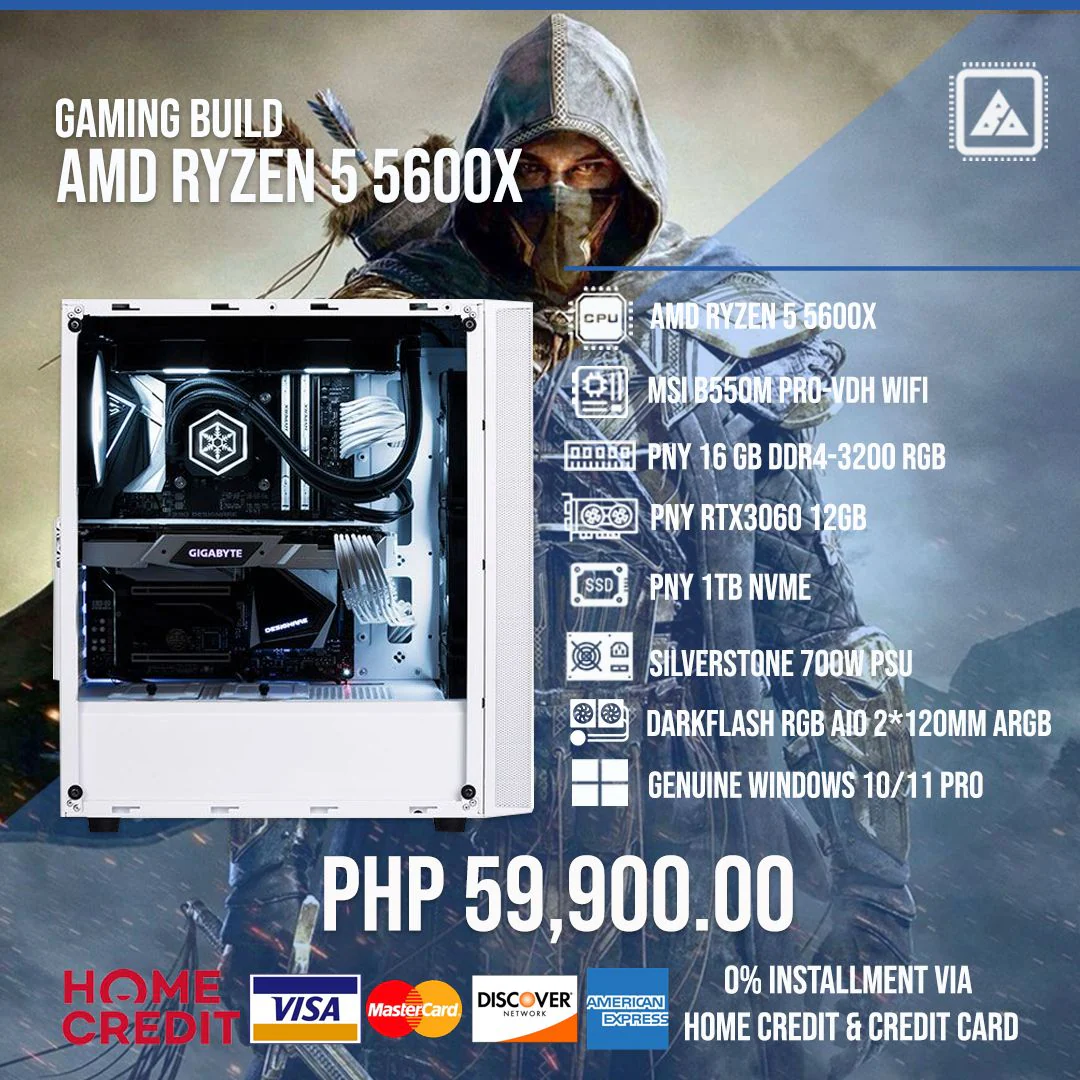 GAMING BUILD
AMD RYZEN 5 5600X
CPU
AMD RYZEN 5 5600X
MSI B550M PRO-VDH WIFI
PNY 16 GB DDR4-3200 RGB
PNY RTX3060 12GB
SSD
PNY 1TB NVME
SILVERSTONE 700W PSU
DARKFLASH RGB AIO 2*120MM ARGB
GENUINE WINDOWS 10/11 PRO
GIGABYTE
DESIGNARE
PHP 59,900.00
HOME
CREDIT
VISA
MasterCard
DISCOVER
NETWORK
AMERICAN
EXPRESS
0% INSTALLMENT VIA
HOME CREDIT & CREDIT CARD